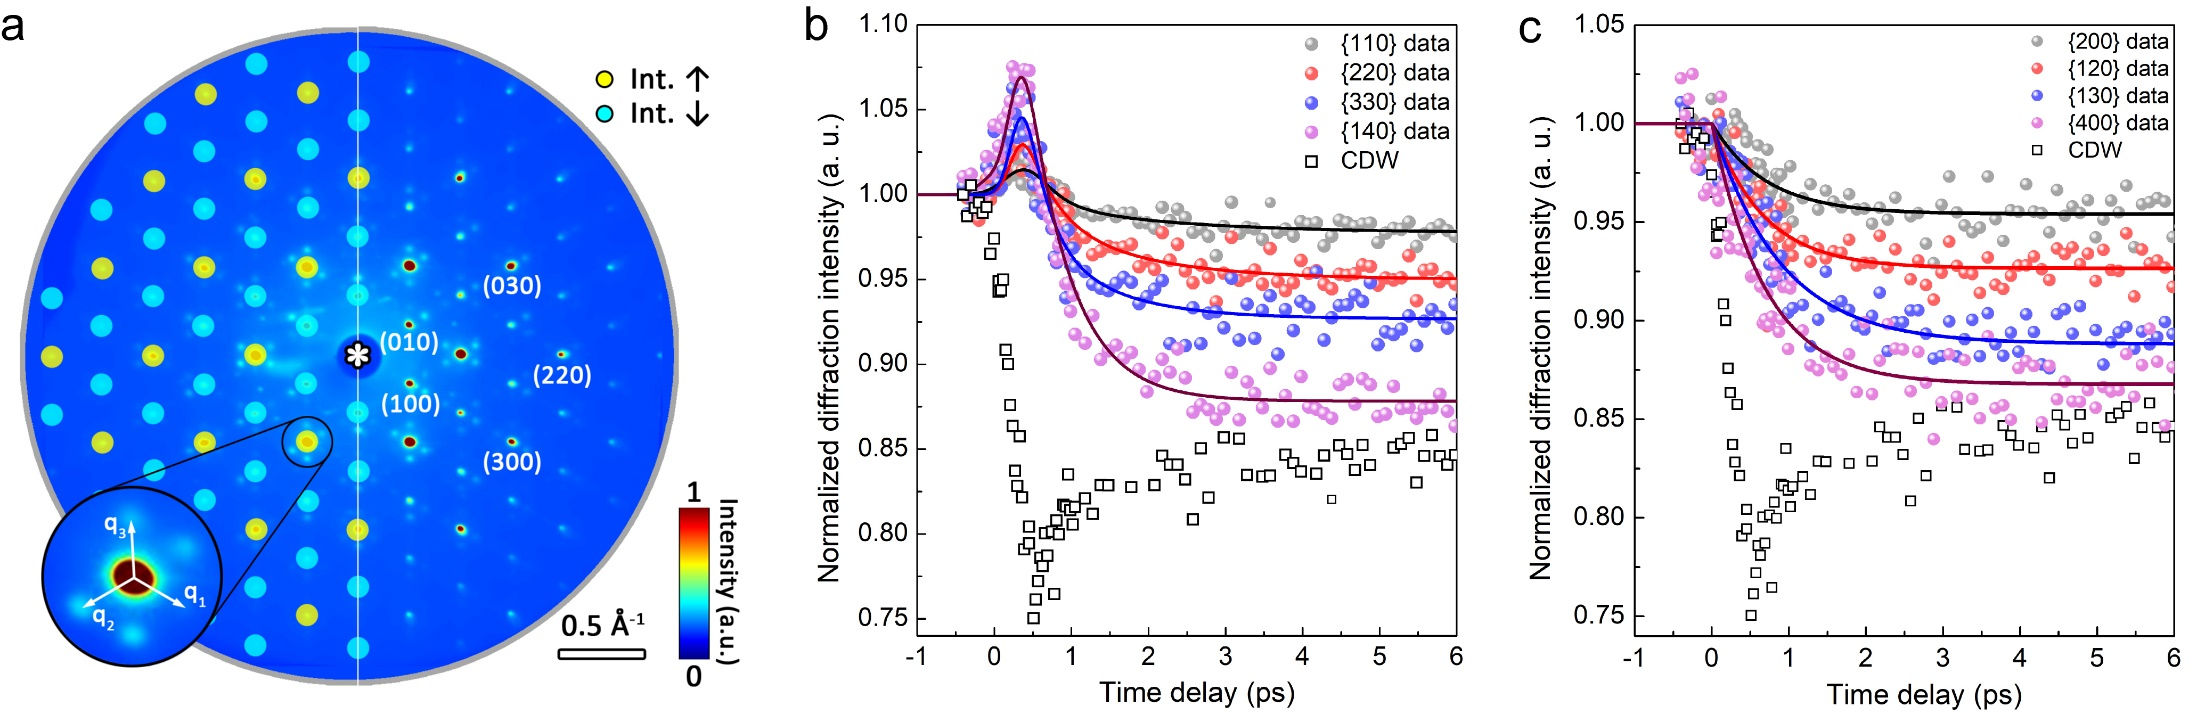 a
Int. ↑
Int. ↓
(030)
(010)
(220)
(100)
(300)
q3
q1
q2
1
Intensity (a.u.)
0
0.5 Å-1
b
1.10
1.05
1.00
0.95
0.90
0.85
0.80
0.75
Normalized diffraction intensity (a. u.)
{110} data
{220} data
{330} data
{140} data
CDW
-1 0 1 2 3 4 5 6
Time delay (ps)
c
1.05
1.00
0.95
0.90
0.85
0.80
0.75
Normalized diffraction intensity (a. u.)
{200} data
{120} data
{130} data
{400} data
CDW
-1 0 1 2 3 4 5 6
Time delay (ps)